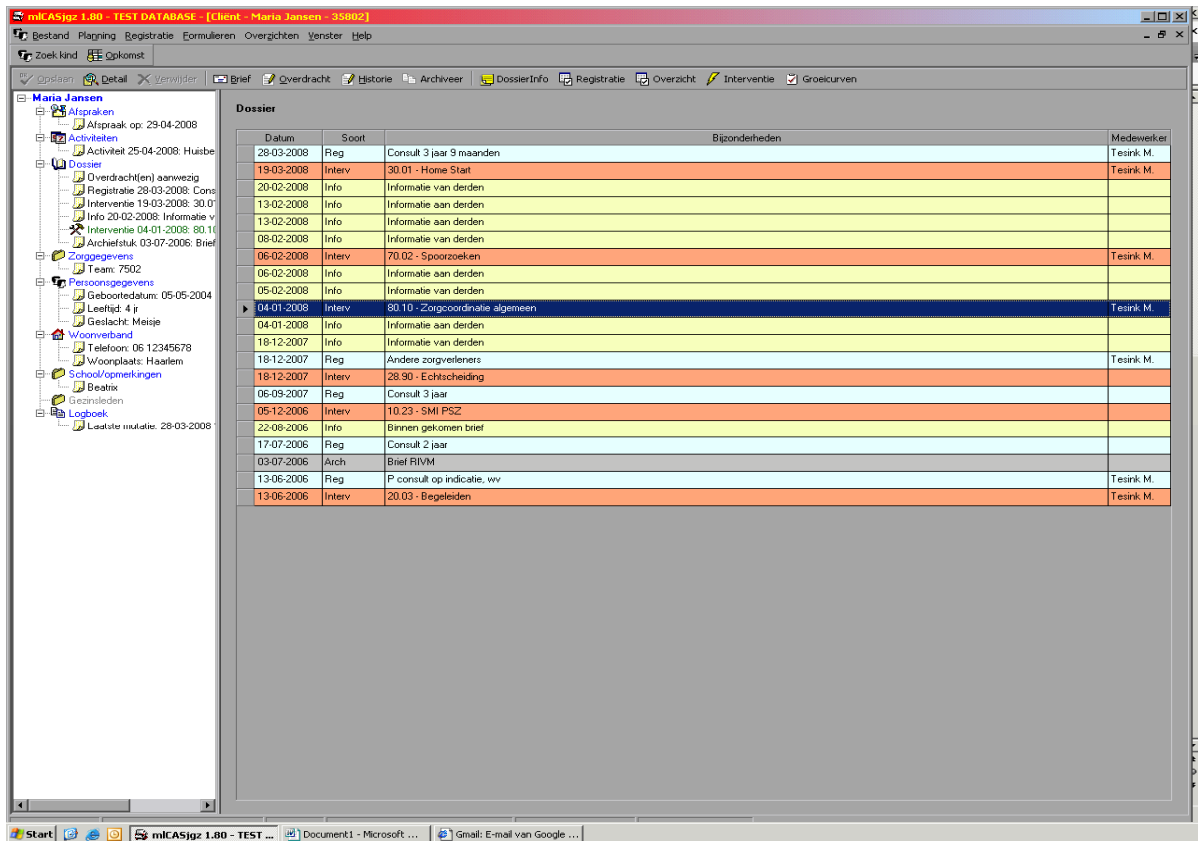 mlCASjgz 1.80 - TEST DATABASE - [Cliënt - Maria Jansen - 35802]
Bestand Planning Registratie Formulieren Overzichten Venster Help
Zoek kind Opkomst
Opslaan Detail Verwijder Brief Overdracht Historie Archiveer DossierInfo Registratie Overzicht Interventie Groeicurven
Maria Jansen
Afspraken
Afspraak op: 29-04-2008
Activiteiten
Activiteit 25-04-2008: Huisbe
Dossier
Overdracht(en) aanwezig
Registratie 28-03-2008: Cons
Interventie 19-03-2008: 30.01
Info 20-02-2008: Informatie v
Interventie 04-01-2008: 80.10
Archiefstuk 03-07-2006: Brief
Zorggegevens
Team: 7502
Persoonsgegevens
Geboortedatum: 05-05-2004
Leeftijd: 4 jr
Geslacht: Meisje
Woonverband
Telefoon: 06 12345678
Woonplaats: Haarlem
School/opmerkingen
Beatrix
Gezinsleden
Logboek
Laatste mutatie: 28-03-2008
Dossier
Datum Soort Bijzonderheden Medewerker
28-03-2008 Reg Consult 3 jaar 9 maanden Tesink M.
19-03-2008 Interv 30.01 - Home Start Tesink M.
20-02-2008 Info Informatie van derden
13-02-2008 Info Informatie aan derden
13-02-2008 Info Informatie aan derden
08-02-2008 Info Informatie van derden
06-02-2008 Interv 70.02 - Spoorzoeken Tesink M.
06-02-2008 Info Informatie aan derden
05-02-2008 Info Informatie van derden
04-01-2008 Interv 80.10 - Zorgcoordinatie algemeen Tesink M.
04-01-2008 Info Informatie aan derden
18-12-2007 Info Informatie van derden
18-12-2007 Reg Andere zorgverleners Tesink M.
18-12-2007 Interv 28.90 - Echtscheiding
06-09-2007 Reg Consult 3 jaar
05-12-2006 Interv 10.23 - SMI PSZ
22-08-2006 Info Binnen gekomen brief
17-07-2006 Reg Consult 2 jaar
03-07-2006 Arch Brief RIVM
13-06-2006 Reg P consult op indicatie, wv Tesink M.
13-06-2006 Interv 20.03 - Begeleiden Tesink M.
Start mlCASjgz 1.80 - TEST ... Document1 - Microsoft ... Gmail: E-mail van Google ...